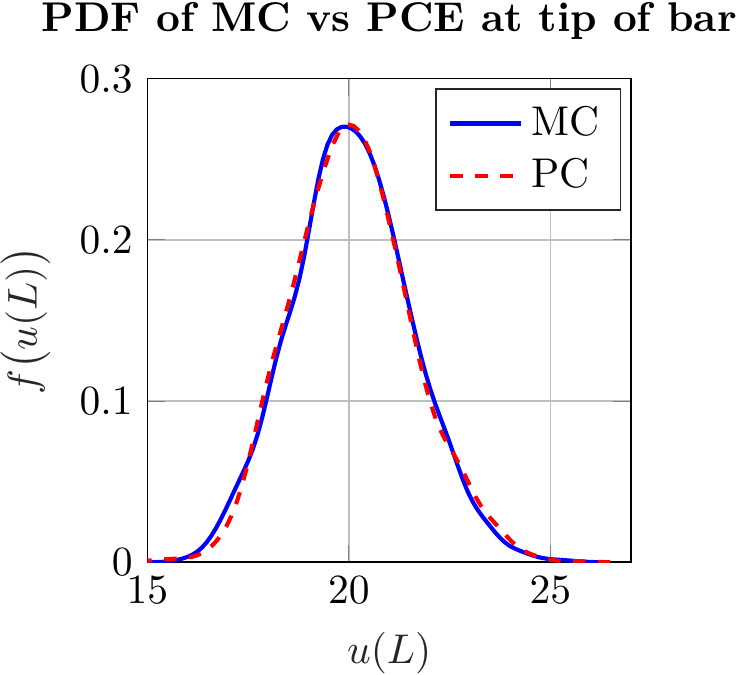 PDF of MC vs PCE at tip of bar
0.3
MC
PC
0.2
f (u(L))
0.1
0
15 20 25
u(L)